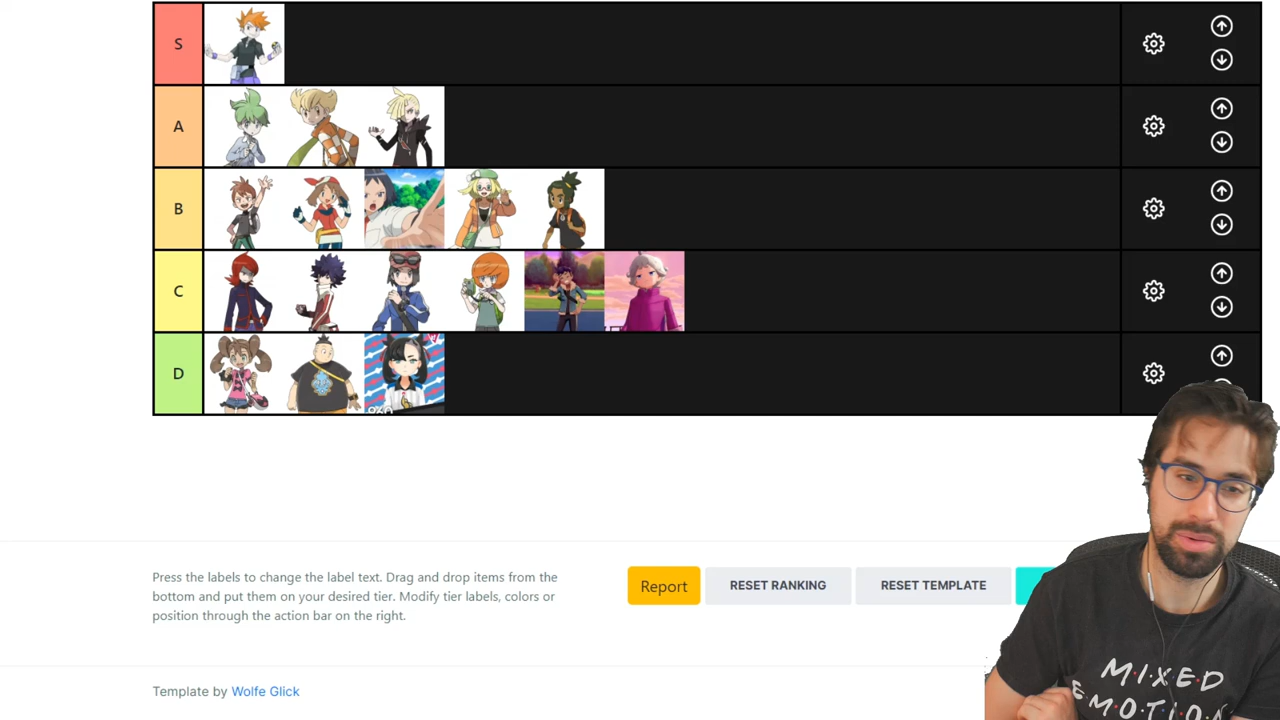 S
A
B
C
D
Press the labels to change the label text. Drag and drop items from the
bottom and put them on your desired tier. Modify tier labels, colors or
position through the action bar on the right.
Report
RESET RANKING
RESET TEMPLATE
Template by Wolfe Glick
MIXED
EMOTION